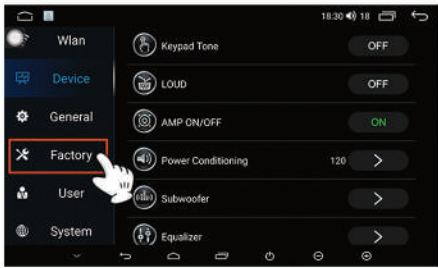 18:30 18
Wlan
Keypad Tone OFF
Device
LOUD OFF
General
AMP ON/OFF ON
Factory
Power Conditioning 120
User
Subwoofer
System
Equalizer